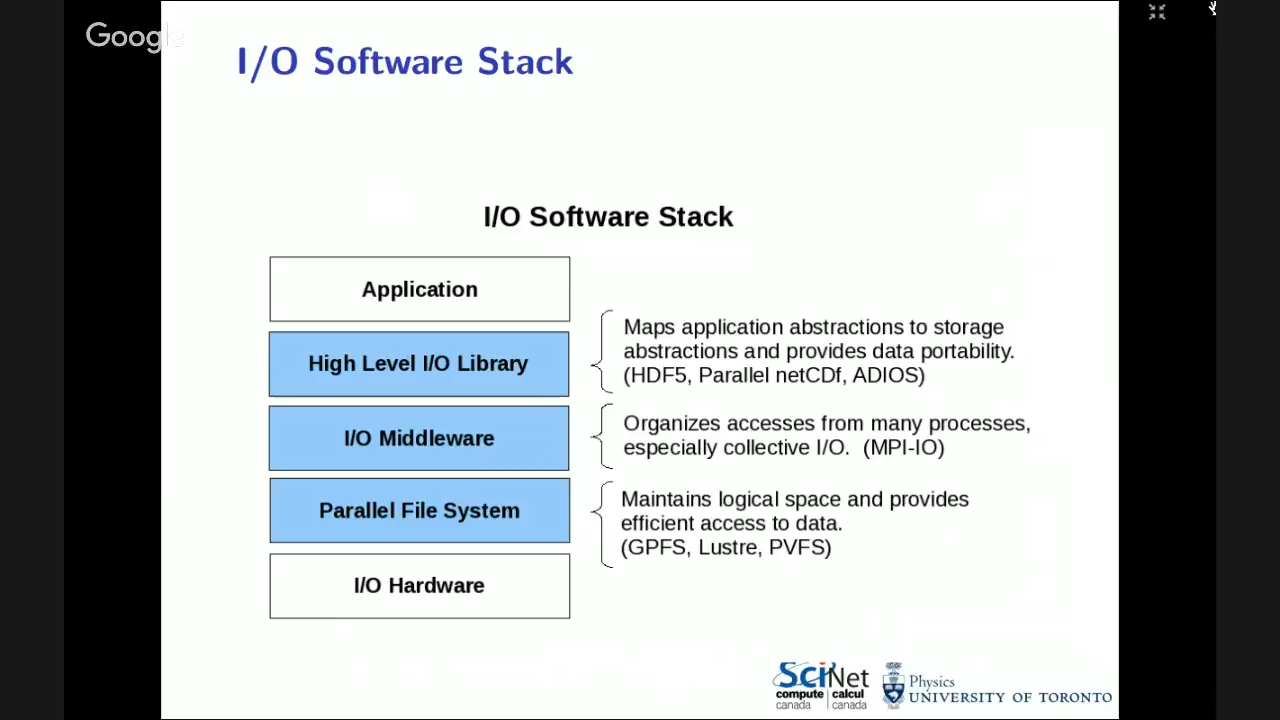 Google
I/O Software Stack
I/O Software Stack
Application
High Level I/O Library
Maps application abstractions to storage
abstractions and provides data portability.
(HDF5, Parallel netCDf, ADIOS)
I/O Middleware
Organizes accesses from many processes,
especially collective I/O. (MPI-IO)
Parallel File System
Maintains logical space and provides
efficient access to data.
(GPFS, Lustre, PVFS)
I/O Hardware
SciNet
compute | calcul
canada | canada
Physics
UNIVERSITY OF TORONTO